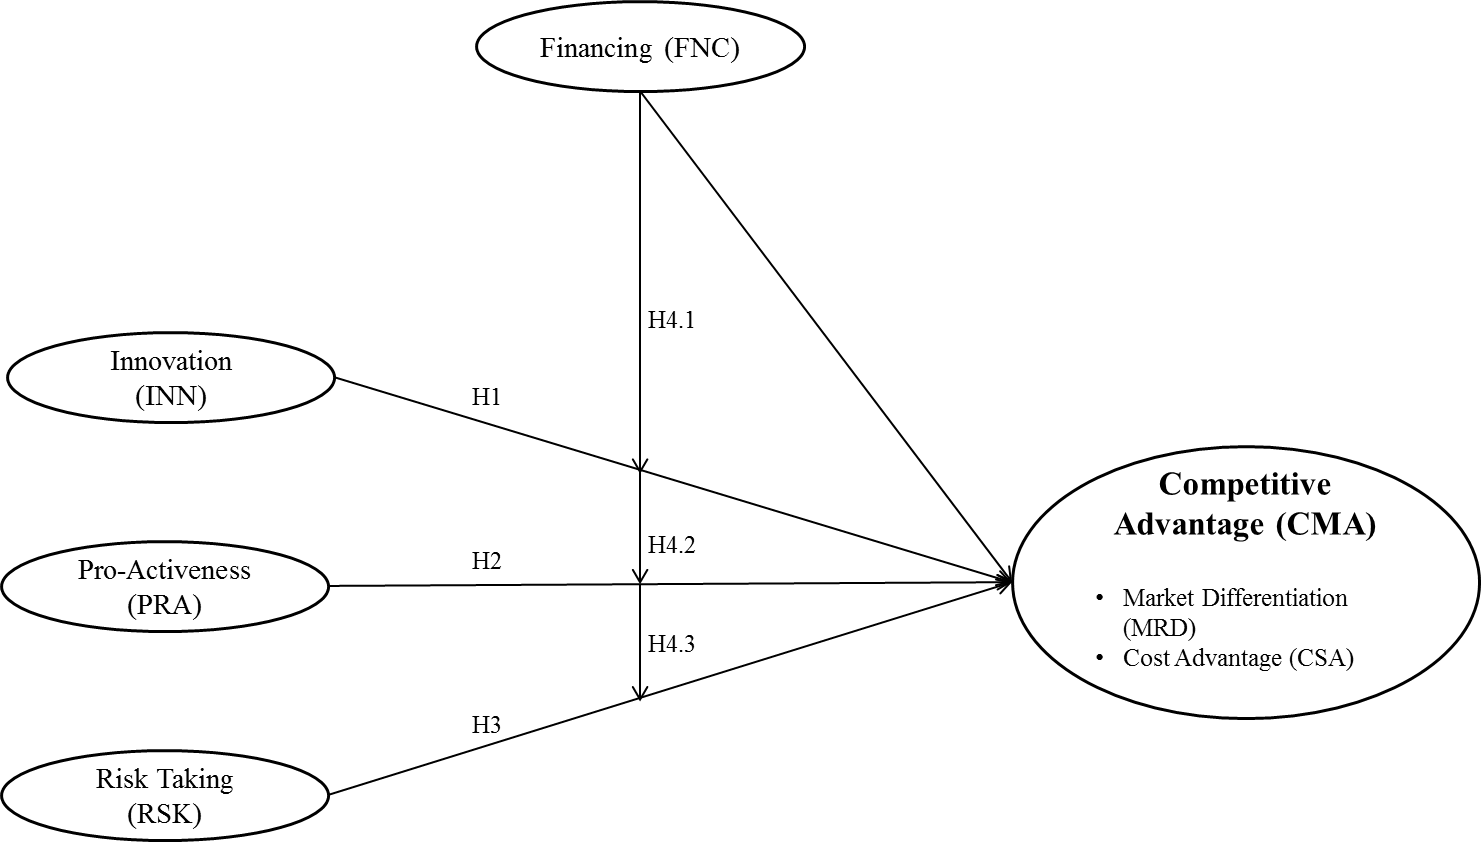 Financing (FNC)
H4.1
Innovation
(INN)
H1
Competitive
Advantage (CMA)
H4.2
H2
Pro-Activeness
(PRA)
• Market Differentiation
(MRD)
• Cost Advantage (CSA)
H4.3
H3
Risk Taking
(RSK)